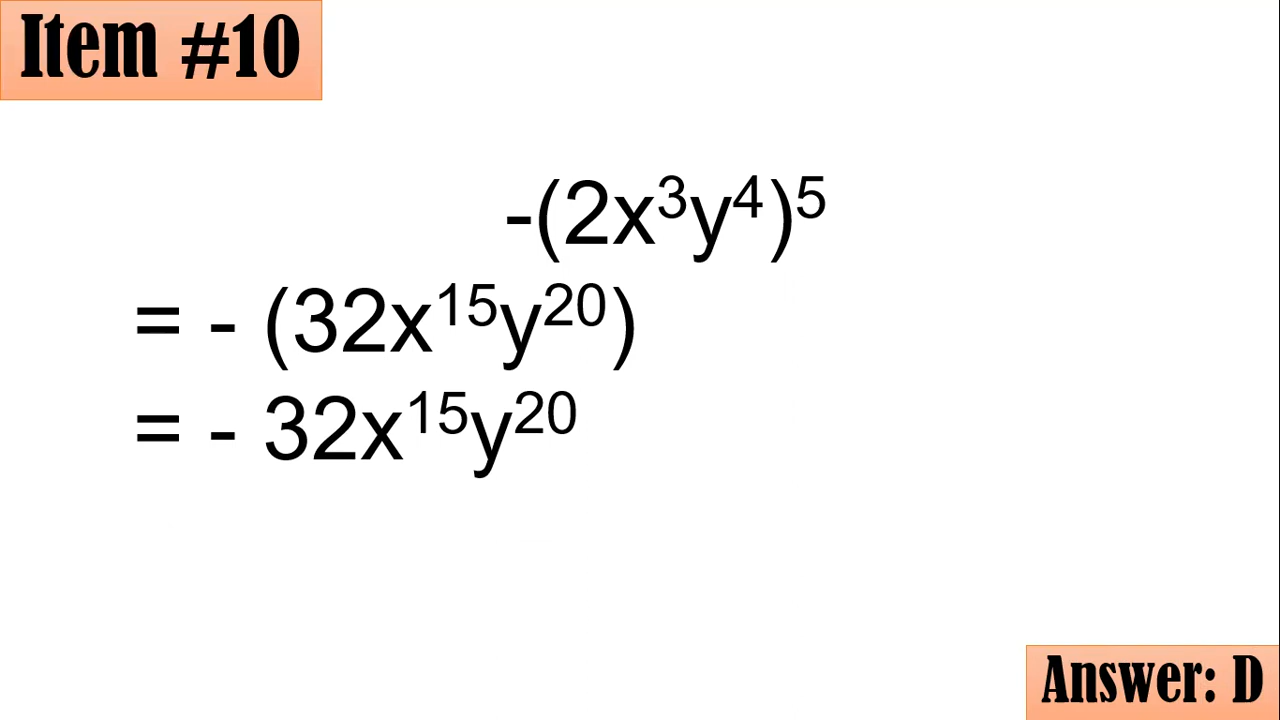 Item #10
-(2x³y⁴)⁵
= - (32x¹⁵y²⁰)
= - 32x¹⁵y²⁰
Answer: D